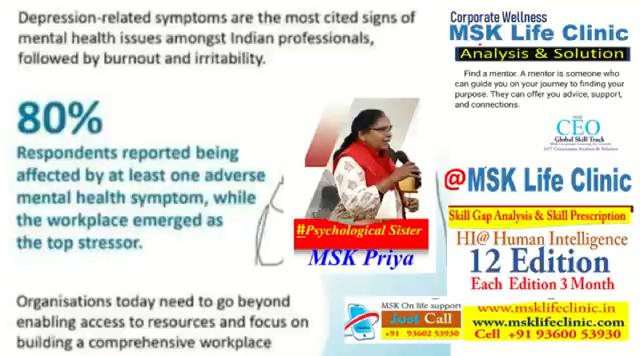 Depression-related symptoms are the most cited signs of
mental health issues amongst Indian professionals,
followed by burnout and irritability.
80%
Respondents reported being
affected by at least one adverse
mental health symptom, while
the workplace emerged as
the top stressor.
Organisations today need to go beyond
enabling access to resources and focus on
building a comprehensive workplace
#Psychological Sister
MSK Priya
MSK On life support
Just Call
+91 93602 53930
Corporate Wellness
MSK Life Clinic
Analysis & Solution
Find a mentor. A mentor is someone who
can guide you on your journey to finding your
purpose. They can offer you advice, support,
and connections.
CEO
Global Skill Track
@MSK Life Clinic
Skill Gap Analysis & Skill Prescription
HI@ Human Intelligence
12 Edition
Each Edition 3 Month
www.msklifeclinic.in
www.msklifeclinic.com
Cell +91 93600 53930